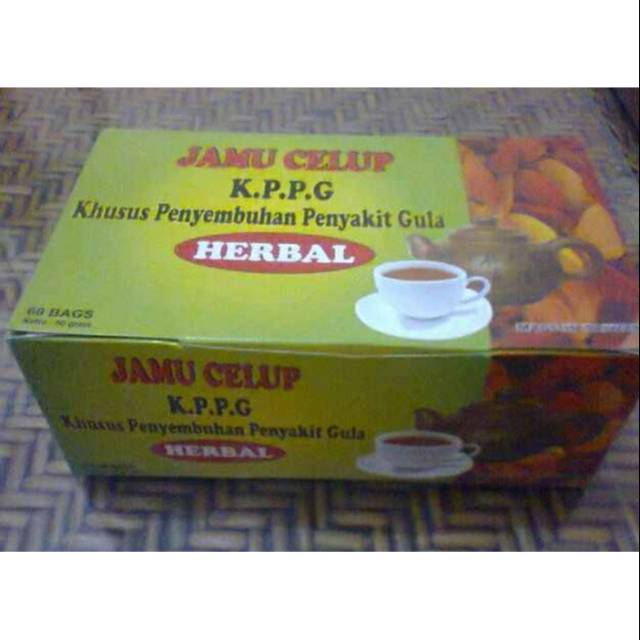 JAMU CELUP
K.P.P.G
Khusus Penyembuhan Penyakit Gula
HERBAL
60 BAGS
JAMU CELUP
K.P.P.G
Khusus Penyembuhan Penyakit Gula
HERBAL